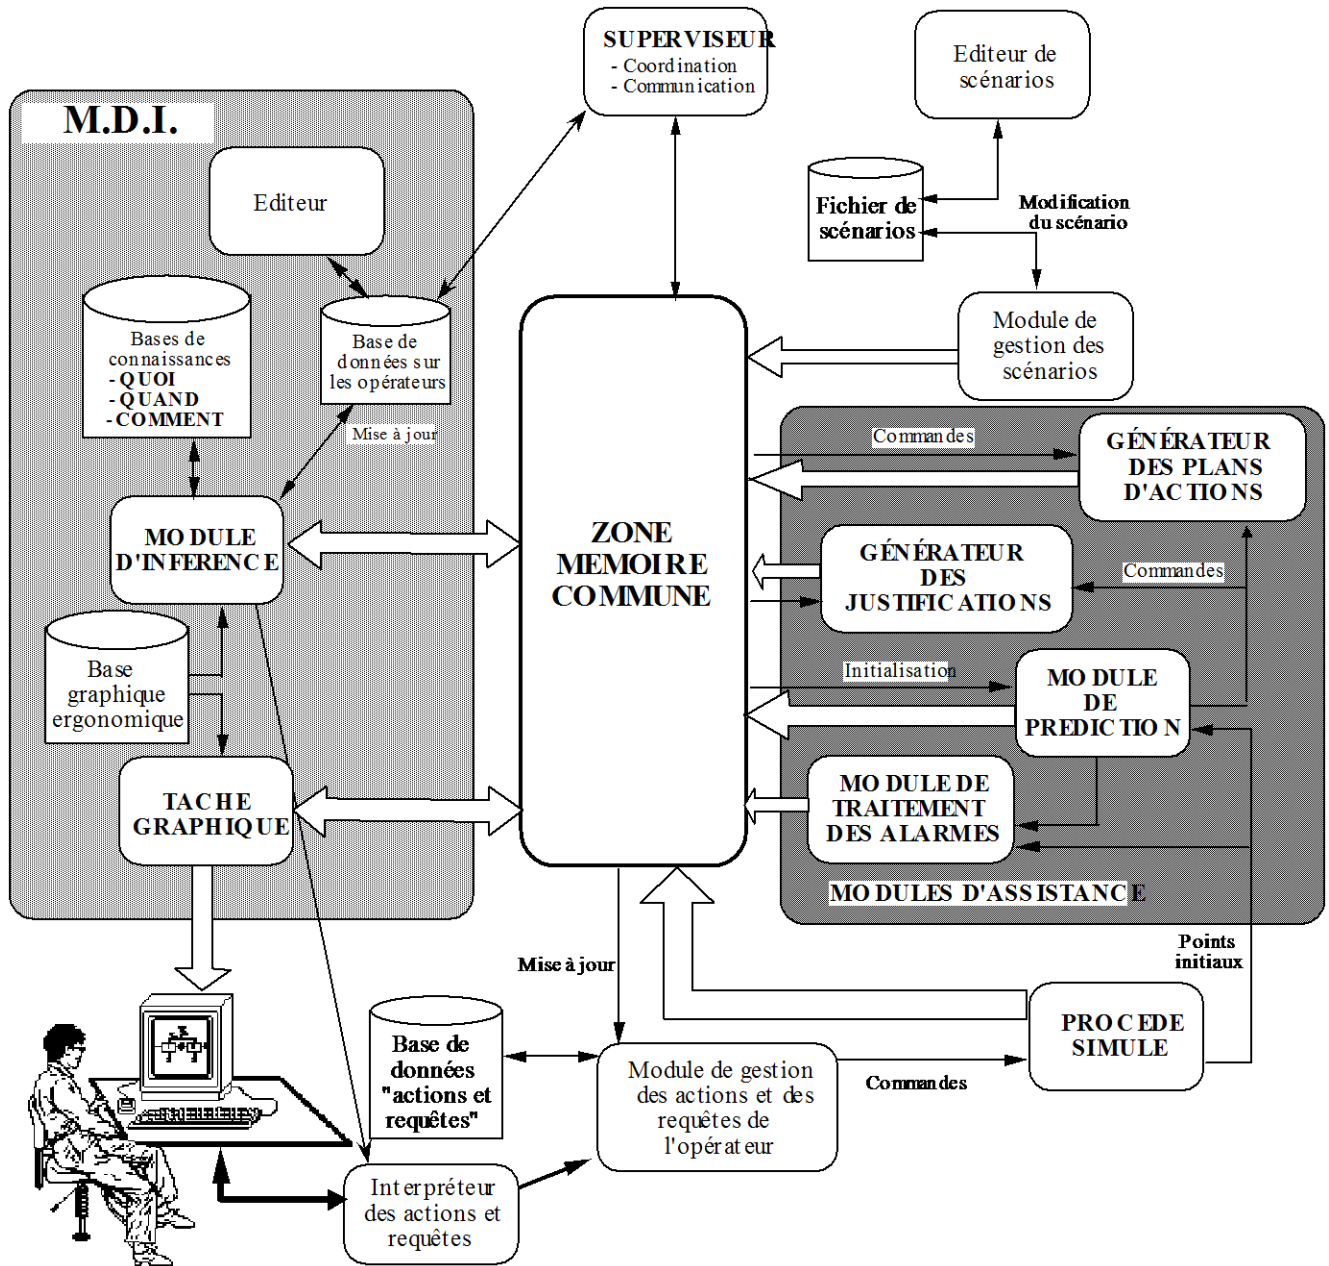 SUPERVISEUR
- Coordination
- Communication
Editeur de
scénarios
M.D.I.
Editeur
Fichier de
scénarios
Modification
du scénario
Bases de
connaissances
- QUOI
- QUAND
- COMMENT
Base de
données sur
les opérateurs
Mise à jour
Module de
gestion des
scénarios
Commandes
GÉNÉRATEUR
DES PLANS
D'ACTIONS
MODULE
D'INFERENCE
ZONE
MEMOIRE
COMMUNE
GÉNÉRATEUR
DES
JUSTIFICATIONS
Commandes
Base
graphique
ergonomique
Initialisation
MODULE
DE
PREDICTION
TACHE
GRAPHIQUE
MODULE DE
TRAITEMENT
DES ALARMES
MODULES D'ASSISTANCE
Mise à jour
Points
initiaux
Base de
données
"actions et
requêtes"
Module de gestion
des actions et des
requêtes de
l'opérateur
Commandes
PROCEDE
SIMULE
Interpréteur
des actions et
requêtes